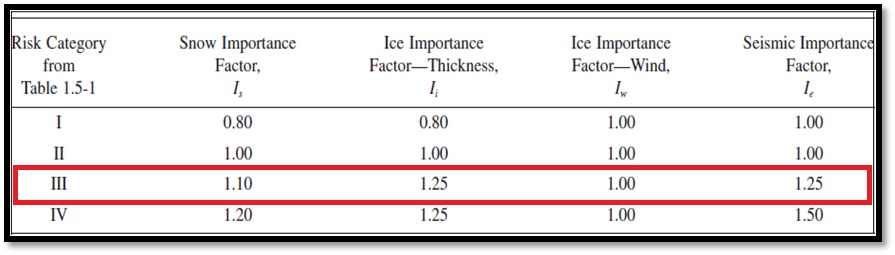 Risk Category Snow Importance Ice Importance Ice Importance Seismic Importance
from Factor, Factor—Thickness, Factor—Wind, Factor,
Table 1.5-1 Is Ii Iw Ie
I 0.80 0.80 1.00 1.00
II 1.00 1.00 1.00 1.00
III 1.10 1.25 1.00 1.25
IV 1.20 1.25 1.00 1.50